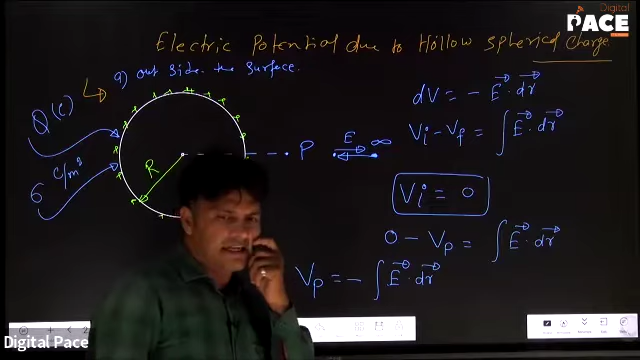 Digital
PACE
Electric Potential due to Hollow Spherical Charge.
a) out side the surface.
Q(C)
σ C/m²
R
P
E
∞
dV = − E⃗ · dr⃗
Vi − Vf = ∫ E⃗ · dr⃗
Vi = 0
0 − Vp = ∫ E⃗ · dr⃗
Vp = − ∫ E⃗ · dr⃗
Digital Pace